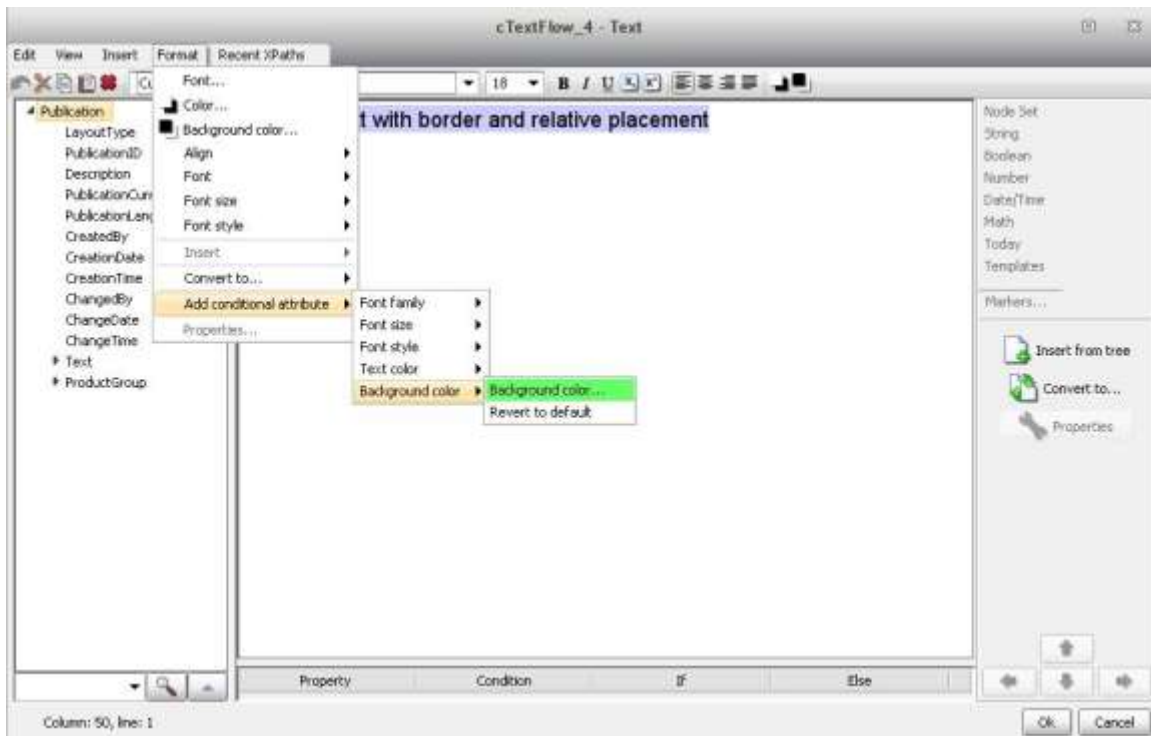 cTextFlow_4 - Text
Edit View Insert Format Recent XPaths
18 B I U
Font...
Color...
Background color...
Align
Font
Font size
Font style
Insert
Convert to...
Add conditional attribute
Properties...
Publication
LayoutType
PublicationID
Description
PublicationCurr
PublicationLang
CreatedBy
CreationDate
CreationTime
ChangedBy
ChangeDate
ChangeTime
Text
ProductGroup
t with border and relative placement
Font family
Font size
Font style
Text color
Background color
Background color...
Revert to default
Node Set
String
Boolean
Number
Date/Time
Math
Today
Templates
Markers...
Insert from tree
Convert to...
Properties
Property Condition If Else
Column: 50, line: 1
Ok Cancel